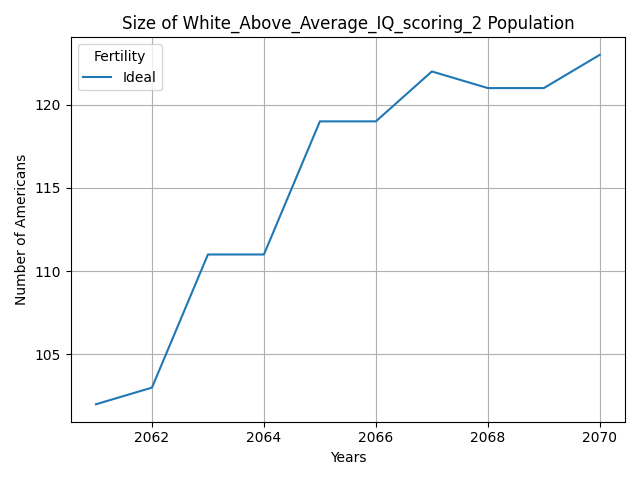 Size of White_Above_Average_IQ_scoring_2 Population
Fertility
Ideal
Number of Americans
120
115
110
105
2062 2064 2066 2068 2070
Years